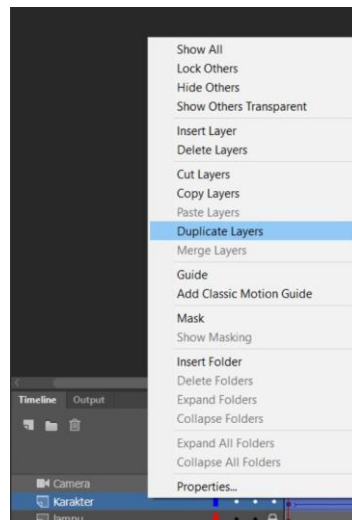 Show All
Lock Others
Hide Others
Show Others Transparent
Insert Layer
Delete Layers
Cut Layers
Copy Layers
Paste Layers
Duplicate Layers
Merge Layers
Guide
Add Classic Motion Guide
Mask
Show Masking
Insert Folder
Delete Folders
Expand Folders
Collapse Folders
Expand All Folders
Collapse All Folders
Properties...
Timeline Output
Camera
Karakter
lampu